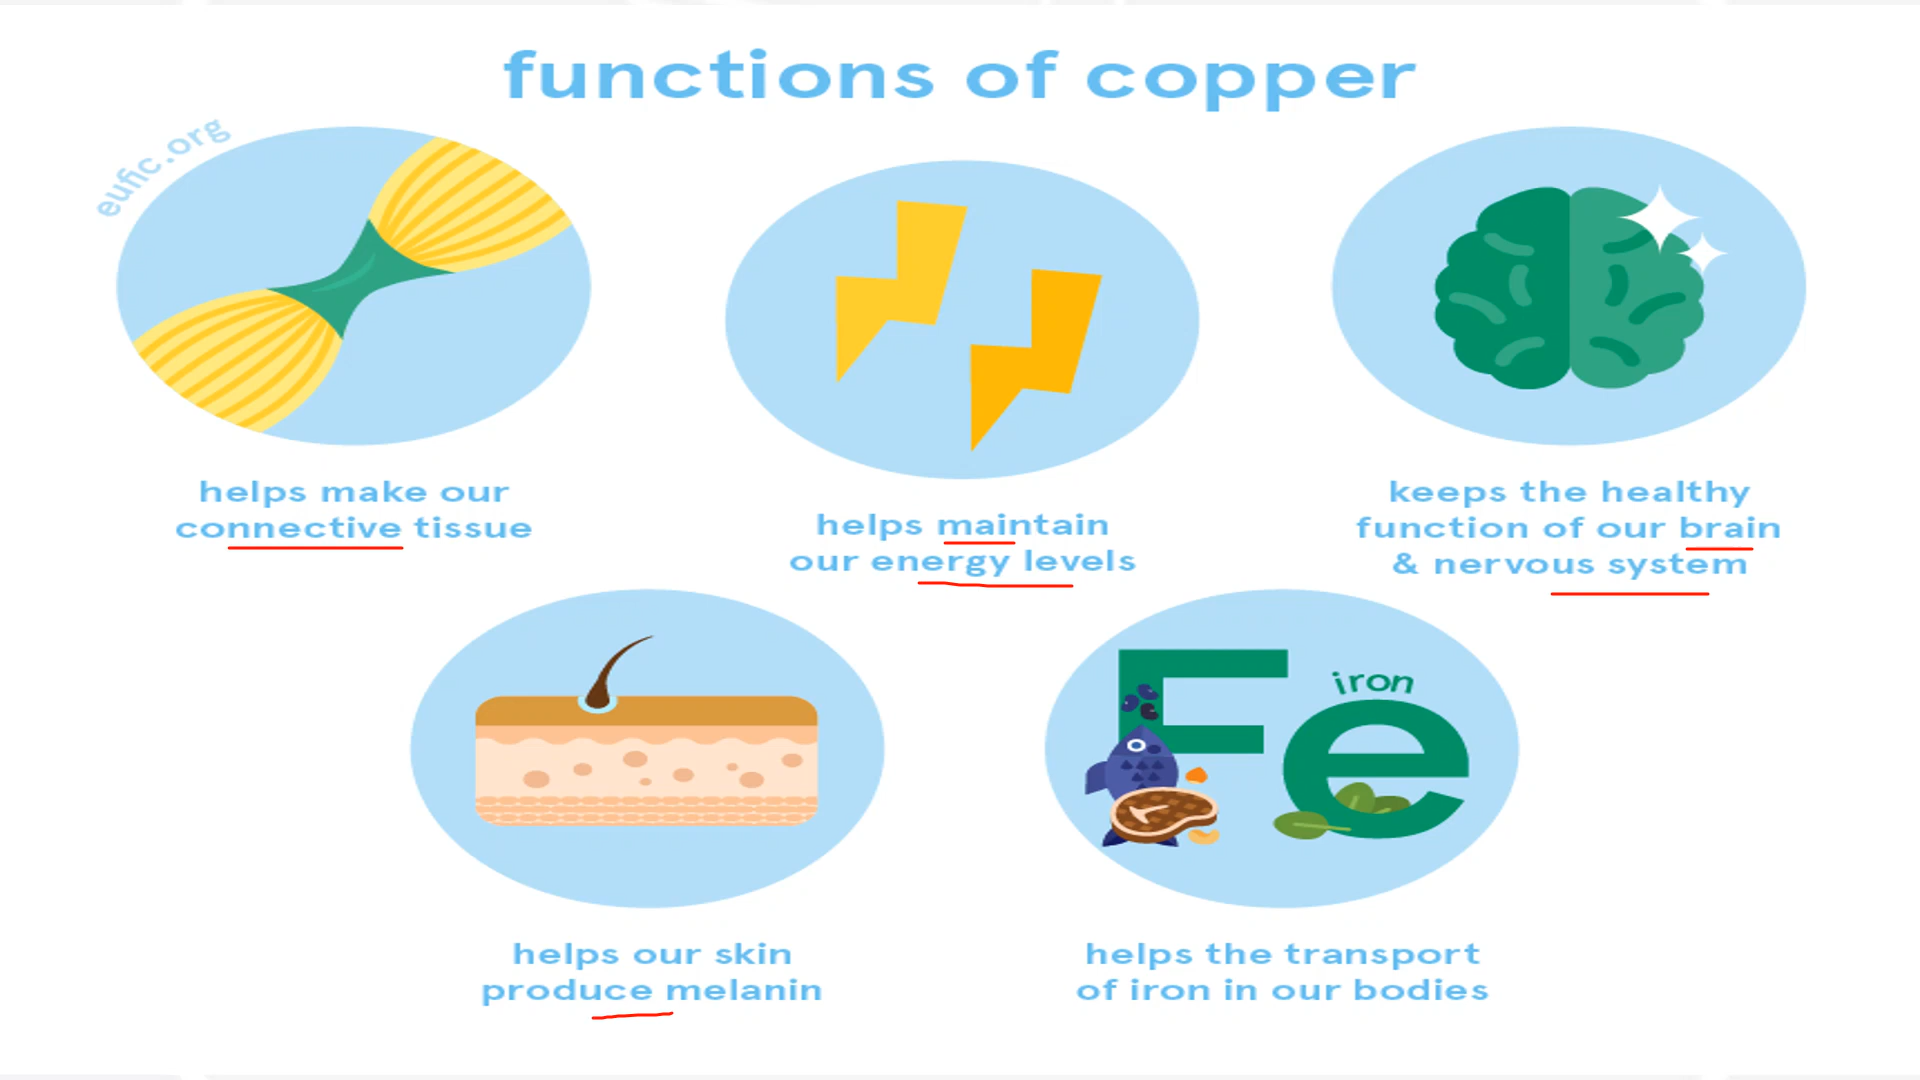 functions of copper
eufic.org
helps make our
connective tissue
helps maintain
our energy levels
keeps the healthy
function of our brain
& nervous system
helps our skin
produce melanin
Fe
iron
helps the transport
of iron in our bodies